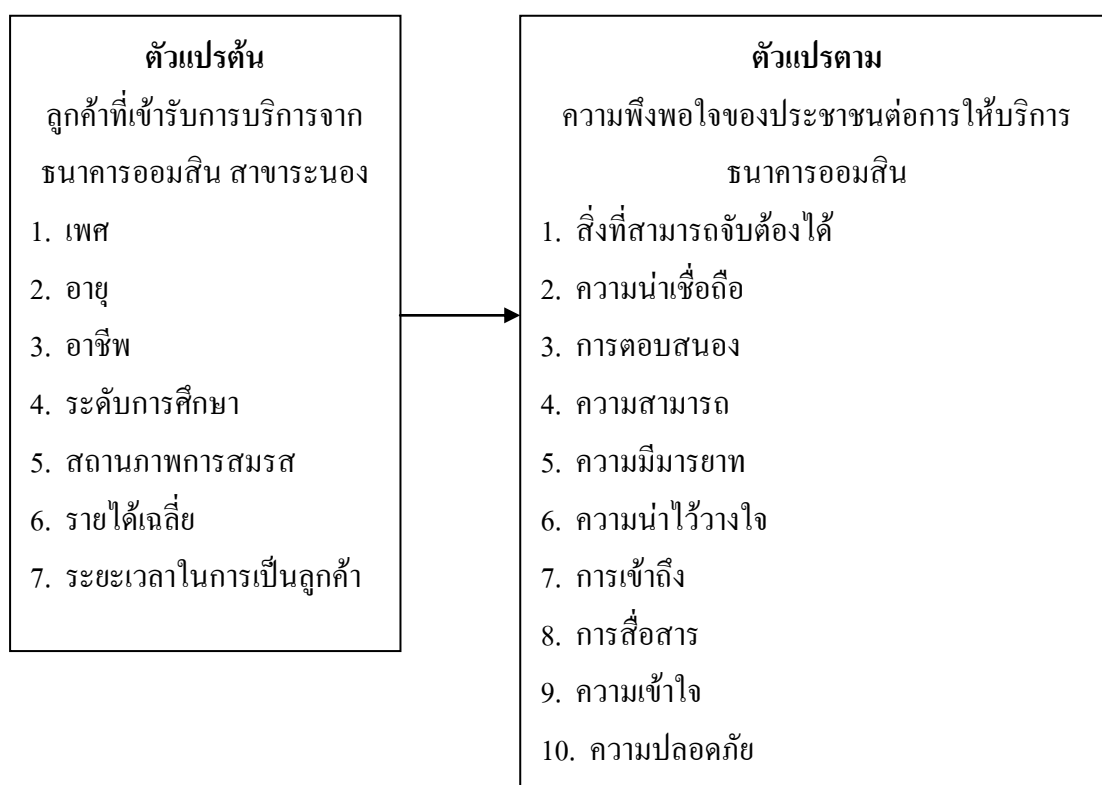 ตัวแปรต้น
ลูกค้าที่เข้ารับการบริการจาก
ธนาคารออมสิน สาขาระนอง
1. เพศ
2. อายุ
3. อาชีพ
4. ระดับการศึกษา
5. สถานภาพการสมรส
6. รายได้เฉลี่ย
7. ระยะเวลาในการเป็นลูกค้า
ตัวแปรตาม
ความพึงพอใจของประชาชนต่อการให้บริการ
ธนาคารออมสิน
1. สิ่งที่สามารถจับต้องได้
2. ความน่าเชื่อถือ
3. การตอบสนอง
4. ความสามารถ
5. ความมีมารยาท
6. ความน่าไว้วางใจ
7. การเข้าถึง
8. การสื่อสาร
9. ความเข้าใจ
10. ความปลอดภัย